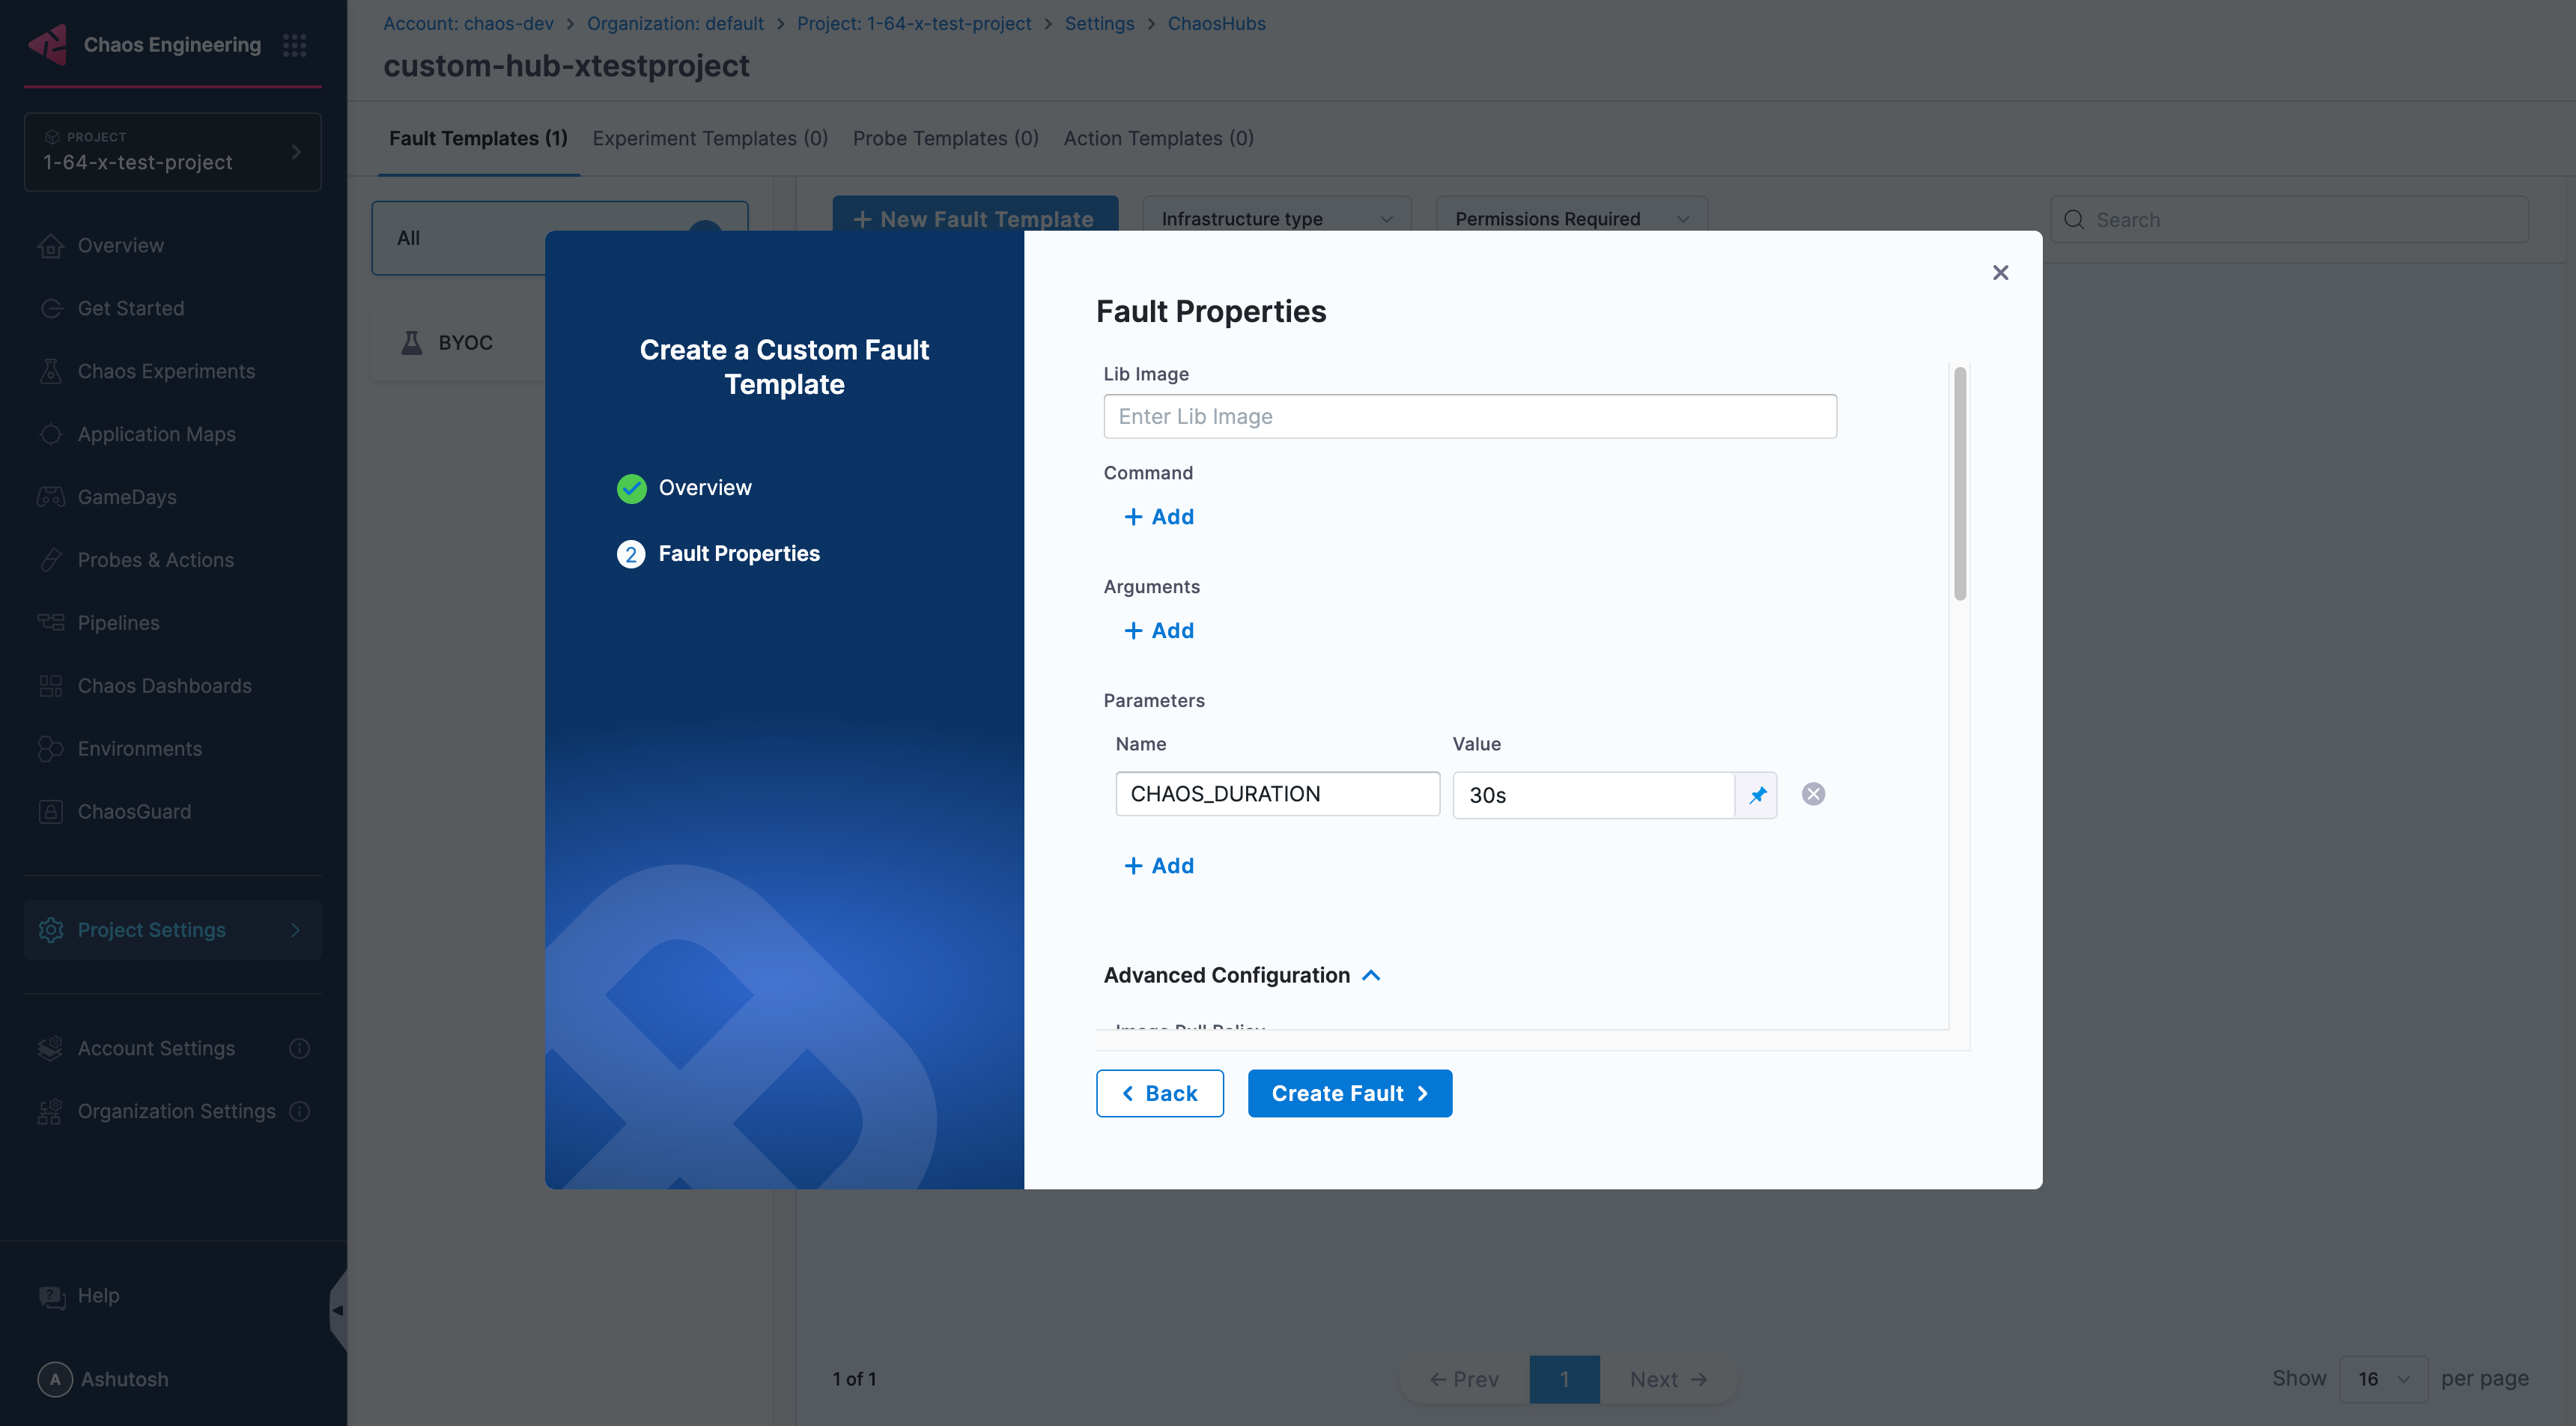 Chaos Engineering
PROJECT
1-64-x-test-project
Overview
Get Started
Chaos Experiments
Application Maps
GameDays
Probes & Actions
Pipelines
Chaos Dashboards
Environments
ChaosGuard
Project Settings
Account Settings
Organization Settings
Help
A Ashutosh
Account: chaos-dev > Organization: default > Project: 1-64-x-test-project > Settings > ChaosHubs
custom-hub-xtestproject
Fault Templates (1) Experiment Templates (0) Probe Templates (0) Action Templates (0)
All
BYOC
+ New Fault Template Infrastructure type Permissions Required Search
Create a Custom Fault
Template
Overview
2 Fault Properties
Fault Properties
Lib Image
Enter Lib Image
Command
+ Add
Arguments
+ Add
Parameters
Name Value
CHAOS_DURATION 30s
+ Add
Advanced Configuration
Image Pull Policy
Back Create Fault
1 of 1 ← Prev 1 Next → Show 16 per page